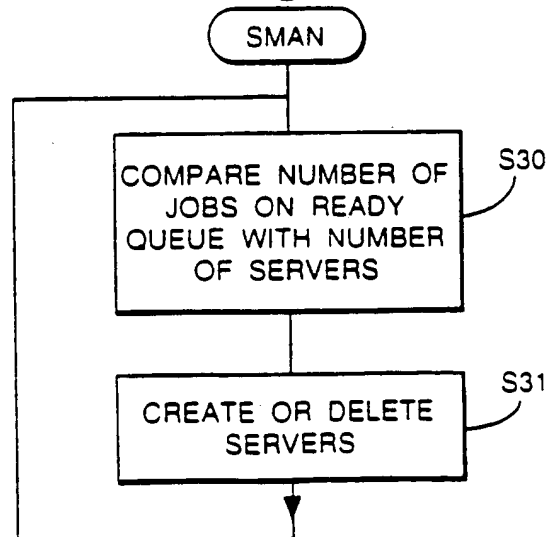 SMAN
COMPARE NUMBER OF
JOBS ON READY
QUEUE WITH NUMBER
OF SERVERS
S30
CREATE OR DELETE
SERVERS
S31